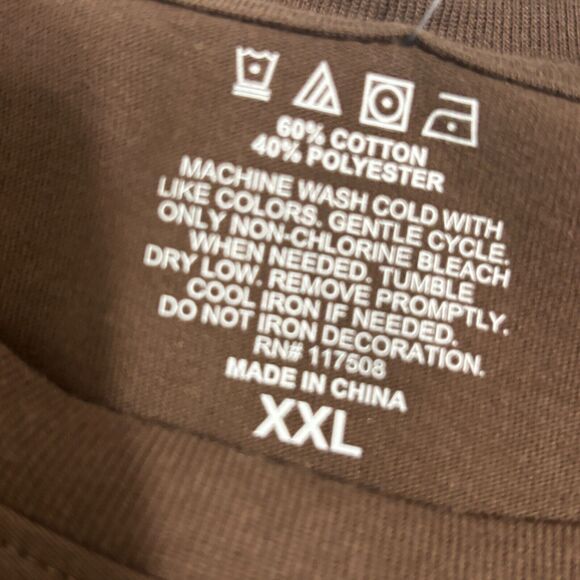 60% COTTON
40% POLYESTER
MACHINE WASH COLD WITH
LIKE COLORS. GENTLE CYCLE.
ONLY NON-CHLORINE BLEACH
WHEN NEEDED. TUMBLE
DRY LOW. REMOVE PROMPTLY.
COOL IRON IF NEEDED.
DO NOT IRON DECORATION.
RN# 117508
MADE IN CHINA
XXL